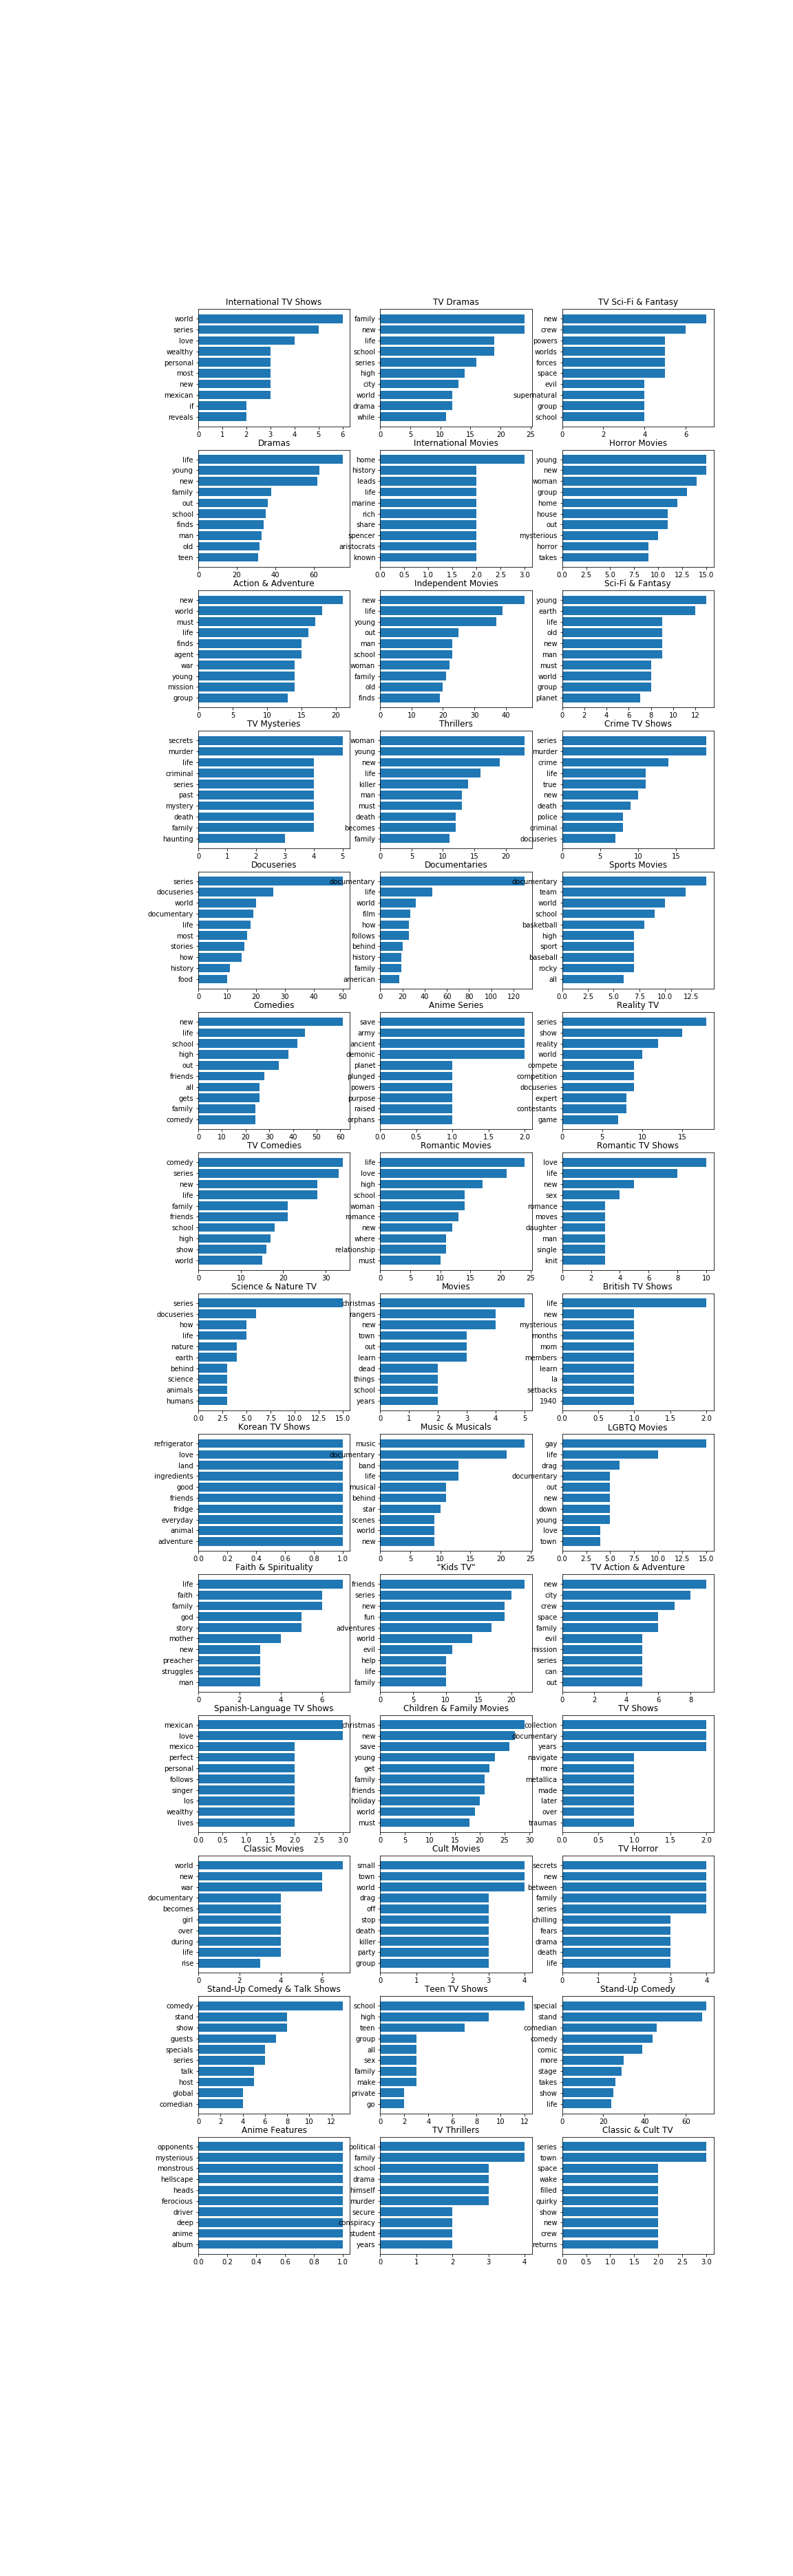 International TV Shows
world
series
love
wealthy
personal
most
new
mexican
if
reveals
0 1 2 3 4 5 6
TV Dramas
family
new
life
school
series
high
city
world
drama
while
0 5 10 15 20 25
TV Sci-Fi & Fantasy
new
crew
powers
worlds
forces
space
evil
supernatural
group
school
0 2 4 6
Dramas
life
young
new
family
out
school
finds
man
old
teen
0 20 40 60
International Movies
home
history
leads
life
marine
rich
share
spencer
aristocrats
known
0.0 0.5 1.0 1.5 2.0 2.5 3.0
Horror Movies
young
new
woman
group
home
house
out
mysterious
horror
takes
0.0 2.5 5.0 7.5 10.0 12.5 15.0
Action & Adventure
new
world
must
life
finds
agent
war
young
mission
group
0 5 10 15 20
Independent Movies
new
life
young
out
man
school
woman
family
old
finds
0 10 20 30 40
Sci-Fi & Fantasy
young
earth
life
old
new
man
must
world
group
planet
0 2 4 6 8 10 12
TV Mysteries
secrets
murder
life
criminal
series
past
mystery
death
family
haunting
0 1 2 3 4 5
Thrillers
woman
young
new
life
killer
man
must
death
becomes
family
0 5 10 15 20
Crime TV Shows
series
murder
crime
life
true
new
death
police
criminal
docuseries
0 5 10 15
Docuseries
series
docuseries
world
documentary
life
most
stories
how
history
food
0 10 20 30 40 50
Documentaries
documentary
life
world
film
how
follows
behind
history
family
american
0 20 40 60 80 100 120
Sports Movies
documentary
team
world
school
basketball
high
sport
baseball
rocky
all
0.0 2.5 5.0 7.5 10.0 12.5
Comedies
new
life
school
high
out
friends
all
gets
family
comedy
0 10 20 30 40 50 60
Anime Series
save
army
ancient
demonic
planet
plunged
powers
purpose
raised
orphans
0.0 0.5 1.0 1.5 2.0
Reality TV
series
show
reality
world
compete
competition
docuseries
expert
contestants
game
0 5 10 15
TV Comedies
comedy
series
new
life
family
friends
school
high
show
world
0 10 20 30
Romantic Movies
life
love
high
school
woman
romance
new
where
relationship
must
0 5 10 15 20 25
Romantic TV Shows
love
life
new
sex
romance
moves
daughter
man
single
knit
0 2 4 6 8 10
Science & Nature TV
series
docuseries
how
life
nature
earth
behind
science
animals
humans
0.0 2.5 5.0 7.5 10.0 12.5 15.0
Movies
christmas
rangers
new
town
out
learn
dead
things
school
years
0 1 2 3 4 5
British TV Shows
life
new
mysterious
months
mom
members
learn
la
setbacks
1940
0.0 0.5 1.0 1.5 2.0
Korean TV Shows
refrigerator
love
land
ingredients
good
friends
fridge
everyday
animal
adventure
0.0 0.2 0.4 0.6 0.8 1.0
Music & Musicals
music
documentary
band
life
musical
behind
star
scenes
world
new
0 5 10 15 20 25
LGBTQ Movies
gay
life
drag
documentary
out
new
down
young
love
town
0.0 2.5 5.0 7.5 10.0 12.5 15.0
Faith & Spirituality
life
faith
family
god
story
mother
new
preacher
struggles
man
0 2 4 6
"Kids TV"
friends
series
new
fun
adventures
world
evil
help
life
family
0 5 10 15 20
TV Action & Adventure
new
city
crew
space
family
evil
mission
series
can
out
0 2 4 6 8
Spanish-Language TV Shows
mexican
love
mexico
perfect
personal
follows
singer
los
wealthy
lives
0.0 0.5 1.0 1.5 2.0 2.5 3.0
Children & Family Movies
christmas
new
save
young
get
family
friends
holiday
world
must
0 5 10 15 20 25 30
TV Shows
collection
documentary
years
navigate
more
metallica
made
later
over
traumas
0.0 0.5 1.0 1.5 2.0
Classic Movies
world
new
war
documentary
becomes
girl
over
during
life
rise
0 2 4 6
Cult Movies
small
town
world
drag
off
stop
death
killer
party
group
0 1 2 3 4
TV Horror
secrets
new
between
family
series
chilling
fears
drama
death
life
0 1 2 3 4
Stand-Up Comedy & Talk Shows
comedy
stand
show
guests
specials
series
talk
host
global
comedian
0 2 4 6 8 10 12
Teen TV Shows
school
high
teen
group
all
sex
family
make
private
go
0 2 4 6 8 10 12
Stand-Up Comedy
special
stand
comedian
comedy
comic
more
stage
takes
show
life
0 20 40 60
Anime Features
opponents
mysterious
monstrous
hellscape
heads
ferocious
driver
deep
anime
album
0.0 0.2 0.4 0.6 0.8 1.0
TV Thrillers
political
family
school
drama
himself
murder
secure
conspiracy
student
years
0 1 2 3 4
Classic & Cult TV
series
town
space
wake
filled
quirky
show
new
crew
returns
0.0 0.5 1.0 1.5 2.0 2.5 3.0